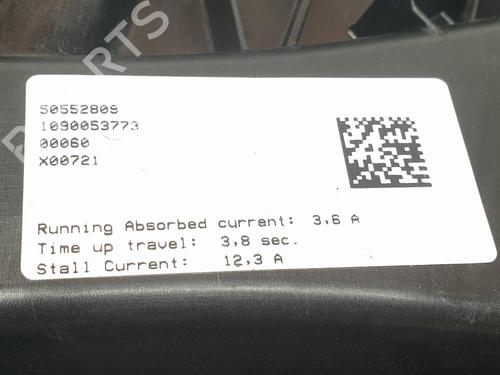 50552809
1090053773
00060
X00721
Running Absorbed current: 3,6 A
Time up travel: 3,8 sec.
Stall Current: 12,3 A